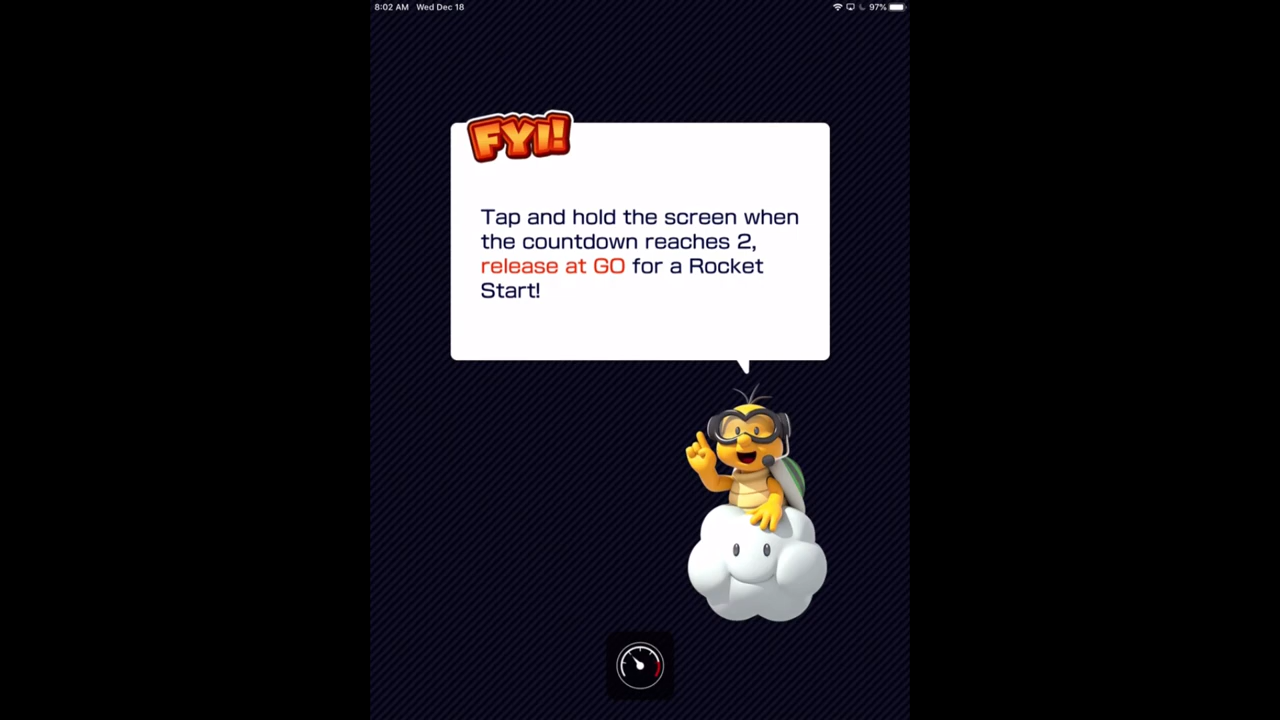 8:02 AM Wed Dec 18 97%
FYI!
Tap and hold the screen when
the countdown reaches 2,
release at GO for a Rocket
Start!